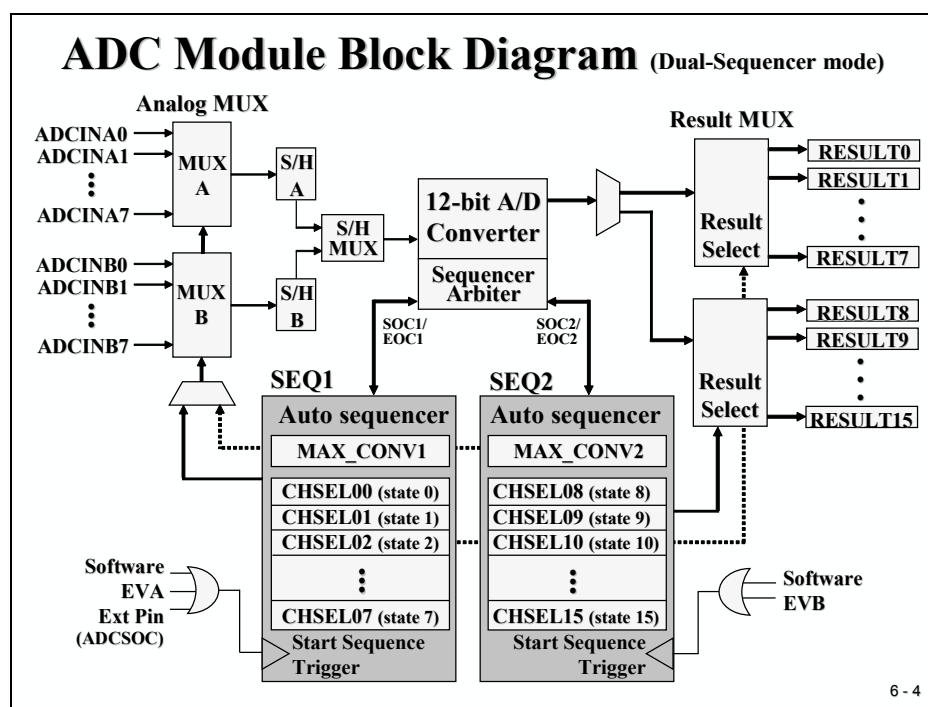 ADC Module Block Diagram (Dual-Sequencer mode)
Analog MUX
Result MUX
ADCINA0
ADCINA1
ADCINA7
MUX
A
S/H
A
ADCINB0
ADCINB1
ADCINB7
MUX
B
S/H
B
S/H
MUX
12-bit A/D
Converter
Sequencer
Arbiter
Result
Select
RESULT0
RESULT1
RESULT7
Result
Select
RESULT8
RESULT9
RESULT15
SOC1/
EOC1
SOC2/
EOC2
SEQ1
Auto sequencer
MAX_CONV1
CHSEL00 (state 0)
CHSEL01 (state 1)
CHSEL02 (state 2)
CHSEL07 (state 7)
Start Sequence
Trigger
SEQ2
Auto sequencer
MAX_CONV2
CHSEL08 (state 8)
CHSEL09 (state 9)
CHSEL10 (state 10)
CHSEL15 (state 15)
Start Sequence
Trigger
Software
EVA
Ext Pin
(ADCSOC)
Software
EVB
6 - 4